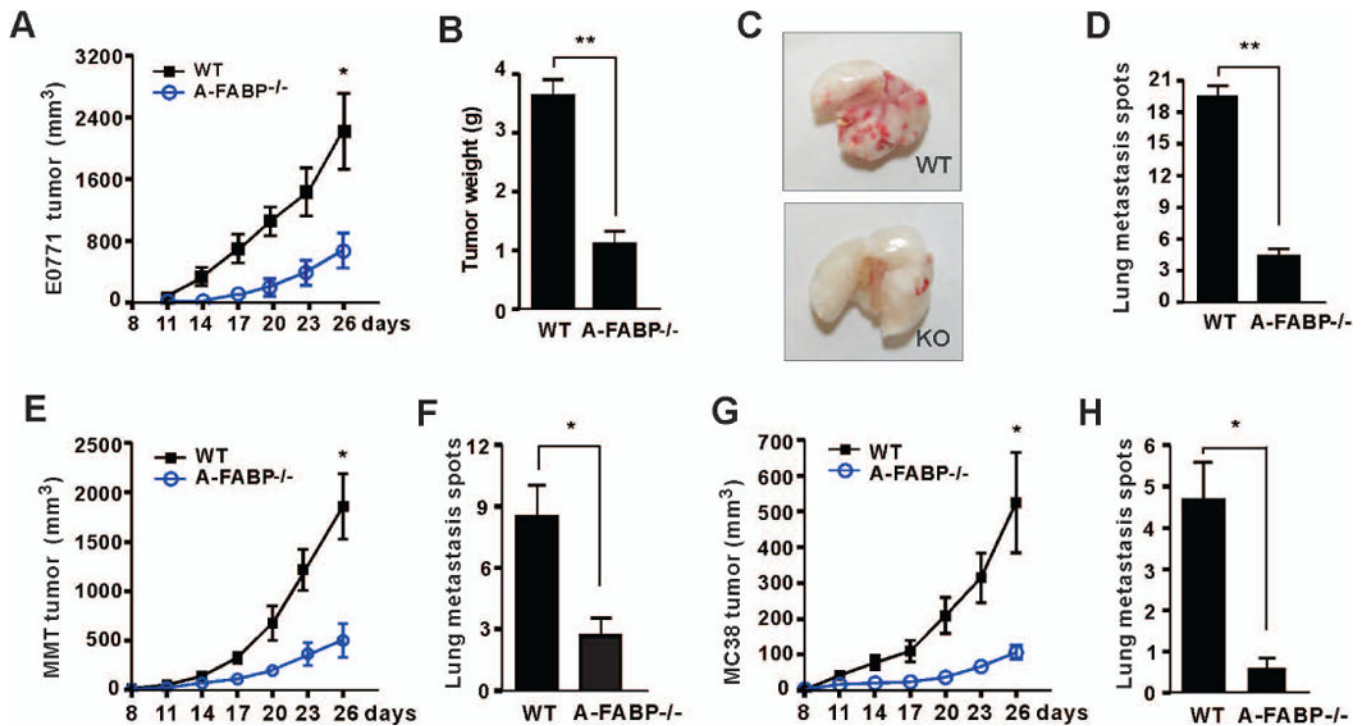 A
E0771 tumor (mm³)
3200
2400
1600
800
0
WT
A-FABP⁻/⁻
*
8 11 14 17 20 23 26 days
B
Tumor weight (g)
4
3
2
1
0
**
WT A-FABP-/-
C
WT
KO
D
Lung metastasis spots
21
18
15
12
9
6
3
0
**
WT A-FABP-/-
E
MMT tumor (mm³)
2500
2000
1500
1000
500
0
WT
A-FABP-/-
*
8 11 14 17 20 23 26 days
F
Lung metastasis spots
12
9
6
3
0
*
WT A-FABP-/-
G
MC38 tumor (mm³)
700
600
500
400
300
200
100
0
WT
A-FABP-/-
*
8 11 14 17 20 23 26 days
H
Lung metastasis spots
6
5
4
3
2
1
0
*
WT A-FABP-/-